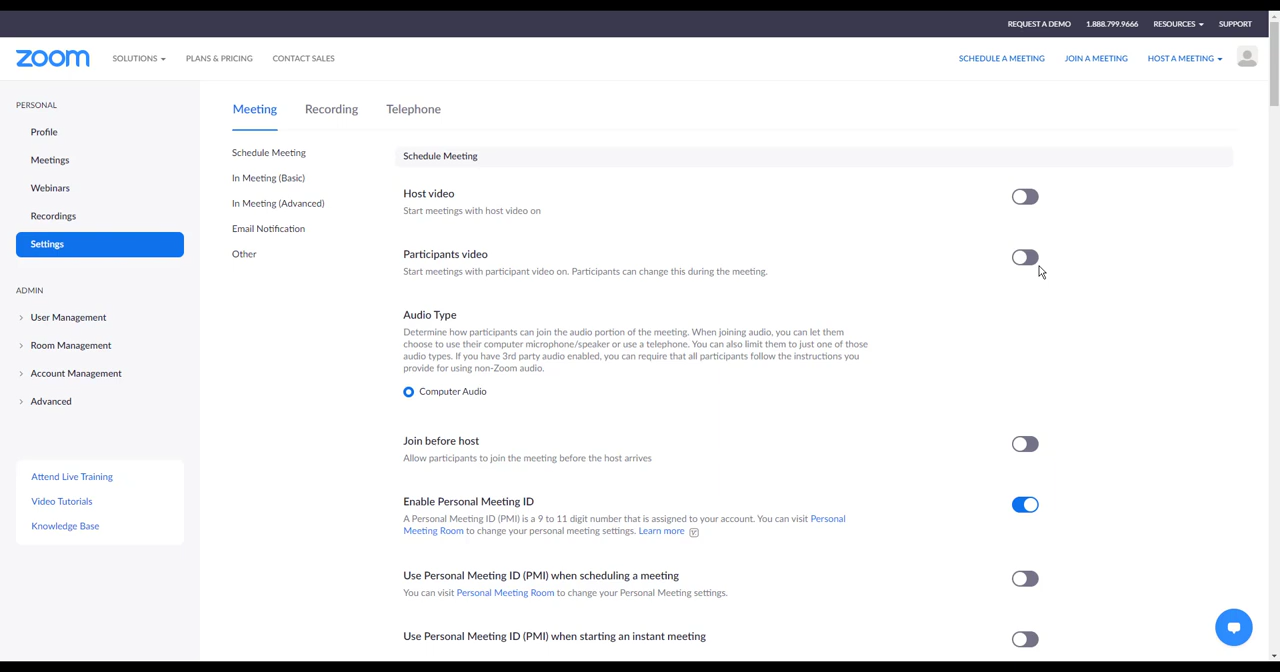 REQUEST A DEMO 1.888.799.9666 RESOURCES SUPPORT
zoom SOLUTIONS PLANS & PRICING CONTACT SALES SCHEDULE A MEETING JOIN A MEETING HOST A MEETING
PERSONAL
Profile
Meetings
Webinars
Recordings
Settings
ADMIN
User Management
Room Management
Account Management
Advanced
Attend Live Training
Video Tutorials
Knowledge Base
Meeting Recording Telephone
Schedule Meeting
In Meeting (Basic)
In Meeting (Advanced)
Email Notification
Other
Schedule Meeting
Host video
Start meetings with host video on
Participants video
Start meetings with participant video on. Participants can change this during the meeting.
Audio Type
Determine how participants can join the audio portion of the meeting. When joining audio, you can let them
choose to use their computer microphone/speaker or use a telephone. You can also limit them to just one of those
audio types. If you have 3rd party audio enabled, you can require that all participants follow the instructions you
provide for using non-Zoom audio.
Computer Audio
Join before host
Allow participants to join the meeting before the host arrives
Enable Personal Meeting ID
A Personal Meeting ID (PMI) is a 9 to 11 digit number that is assigned to your account. You can visit Personal
Meeting Room to change your personal meeting settings. Learn more
Use Personal Meeting ID (PMI) when scheduling a meeting
You can visit Personal Meeting Room to change your Personal Meeting settings.
Use Personal Meeting ID (PMI) when starting an instant meeting